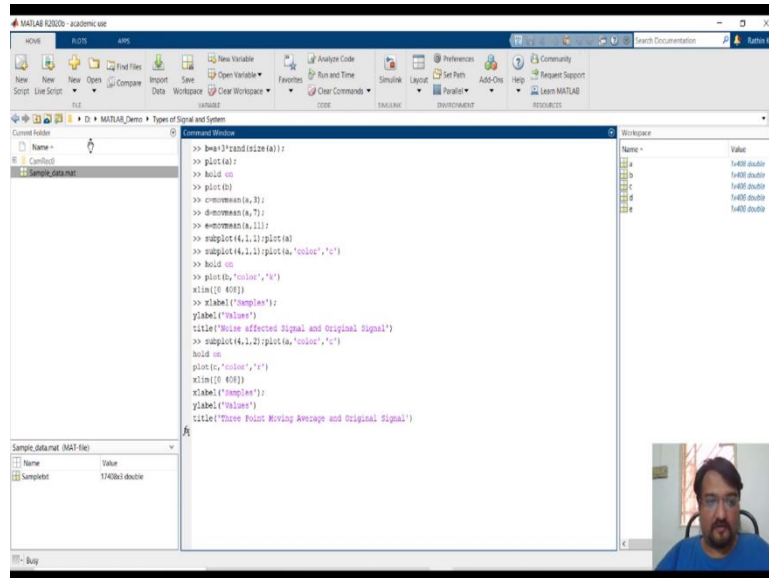 MATLAB R2020b - academic use
HOME PLOTS APPS
Search Documentation
New Script
New Live Script
New
Open
Find Files
Compare
Import Data
Save Workspace
New Variable
Open Variable
Clear Workspace
Favorites
Analyze Code
Run and Time
Clear Commands
Simulink
Layout
Preferences
Set Path
Parallel
Add-Ons
Help
Community
Request Support
Learn MATLAB
FILE VARIABLE CODE SIMULINK ENVIRONMENT RESOURCES
D: MATLAB_Demo Types of Signal and System
Current Folder
Name
Sample_data.mat
Command Window
>> b=a+3*rand(size(a));
>> plot(a);
>> hold on
>> plot(b)
>> c=movmean(a,3);
>> d=movmean(a,7);
>> e=movmean(a,11);
>> subplot(4,1,1);plot(a)
>> subplot(4,1,1);plot(a,'color','c')
>> hold on
>> plot(b,'color','k')
xlim([0 408])
>> xlabel("Samples");
ylabel("Values")
title("Noise affected Signal and Original Signal")
>> subplot(4,1,2);plot(a,'color','c')
hold on
plot(c,'color','r')
xlim([0 408])
xlabel("Samples");
ylabel("Values")
title("Three Point Moving Average and Original Signal")
fx
Workspace
Name Value
a 1x408 double
b 1x408 double
c 1x408 double
d 1x408 double
e 1x408 double
Sample_data.mat (MAT-file)
Name Value
Sampletxt 17408x3 double
Busy